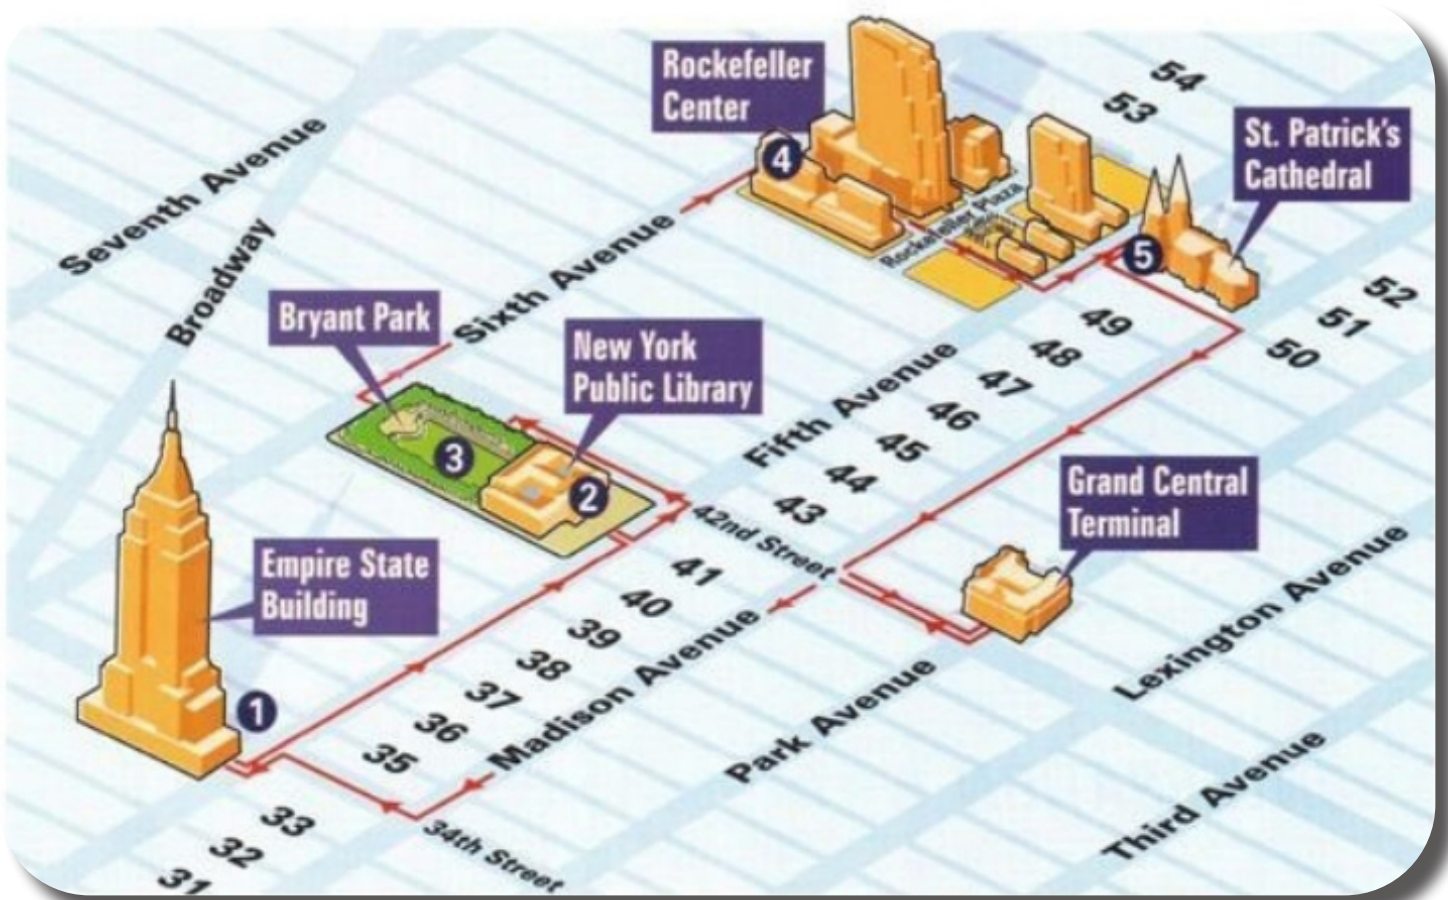 54
53
Rockefeller
Center
St. Patrick's
Cathedral
4
Seventh Avenue
Broadway
Sixth Avenue
Rockefeller Plaza
5
52
51
50
49
48
47
46
45
44
43
Bryant Park
New York
Public Library
Fifth Avenue
3
2
42nd Street
Grand Central
Terminal
Empire State
Building
41
40
39
38
37
36
35
Madison Avenue
Park Avenue
Lexington Avenue
Third Avenue
1
34th Street
33
32
31